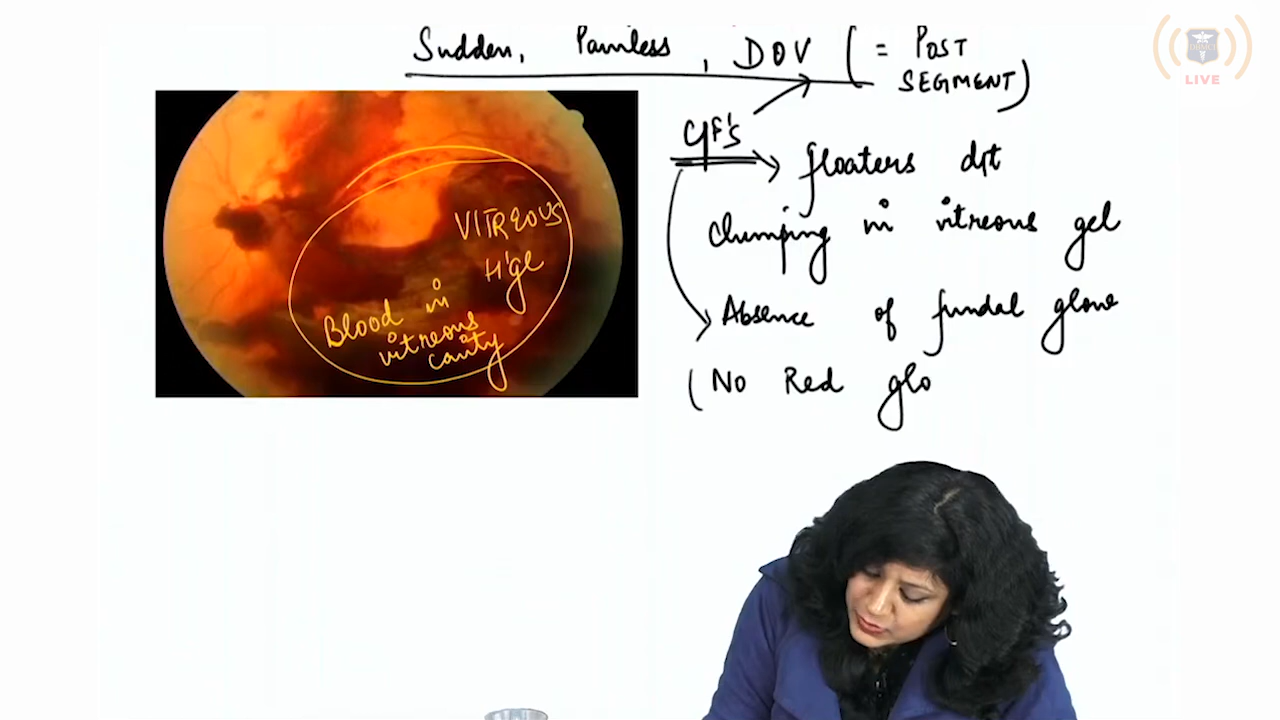 Sudden, Painless, DOV ( = POST
SEGMENT)
C/F's
floaters d/t
clumping in vitreous gel
Absence of fundal glow
(No Red glo
VITREOUS
H'ge
Blood in
vitreous
cavity
DBMCI
LIVE